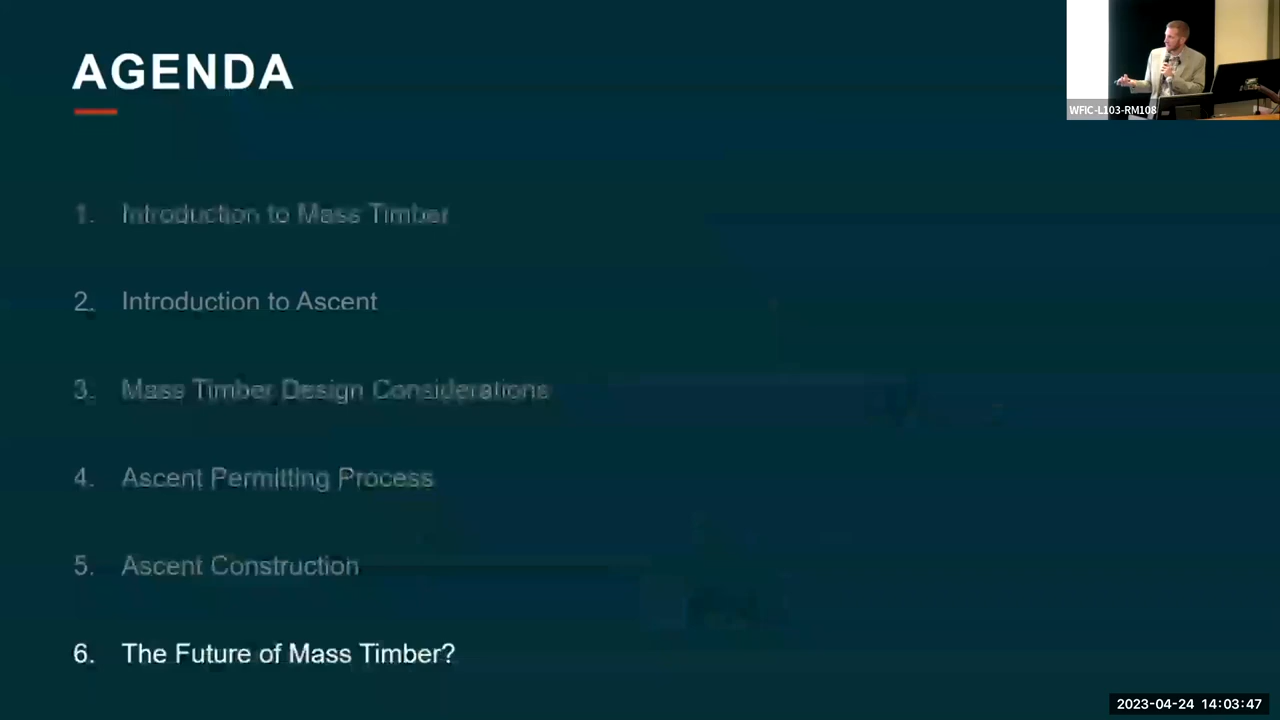 AGENDA
WFIC-L103-RM108
1. Introduction to Mass Timber
2. Introduction to Ascent
3. Mass Timber Design Considerations
4. Ascent Permitting Process
5. Ascent Construction
6. The Future of Mass Timber?
2023-04-24 14:03:47